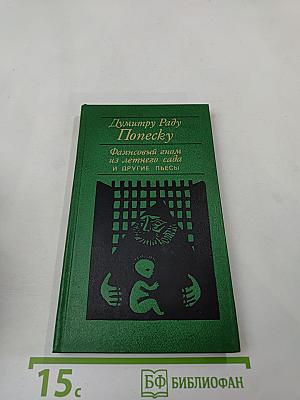 Думитру Раду
Попеску
Фаянсовый гном
из летнего сада
И ДРУГИЕ ПЬЕСЫ
15с
БФ БИБЛИОФАН